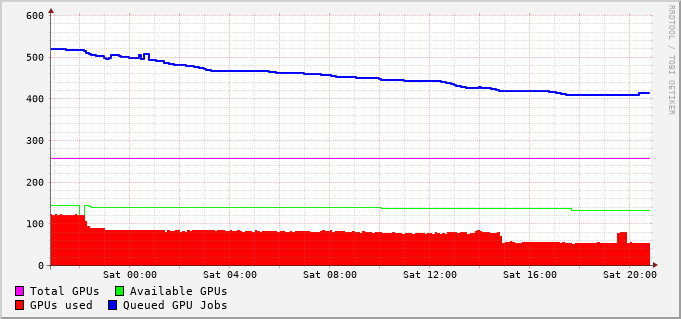 600
500
400
300
200
100
0
Sat 00:00 Sat 04:00 Sat 08:00 Sat 12:00 Sat 16:00 Sat 20:00
Total GPUs Available GPUs
GPUs used Queued GPU Jobs
RRDTOOL / TOBI OETIKER